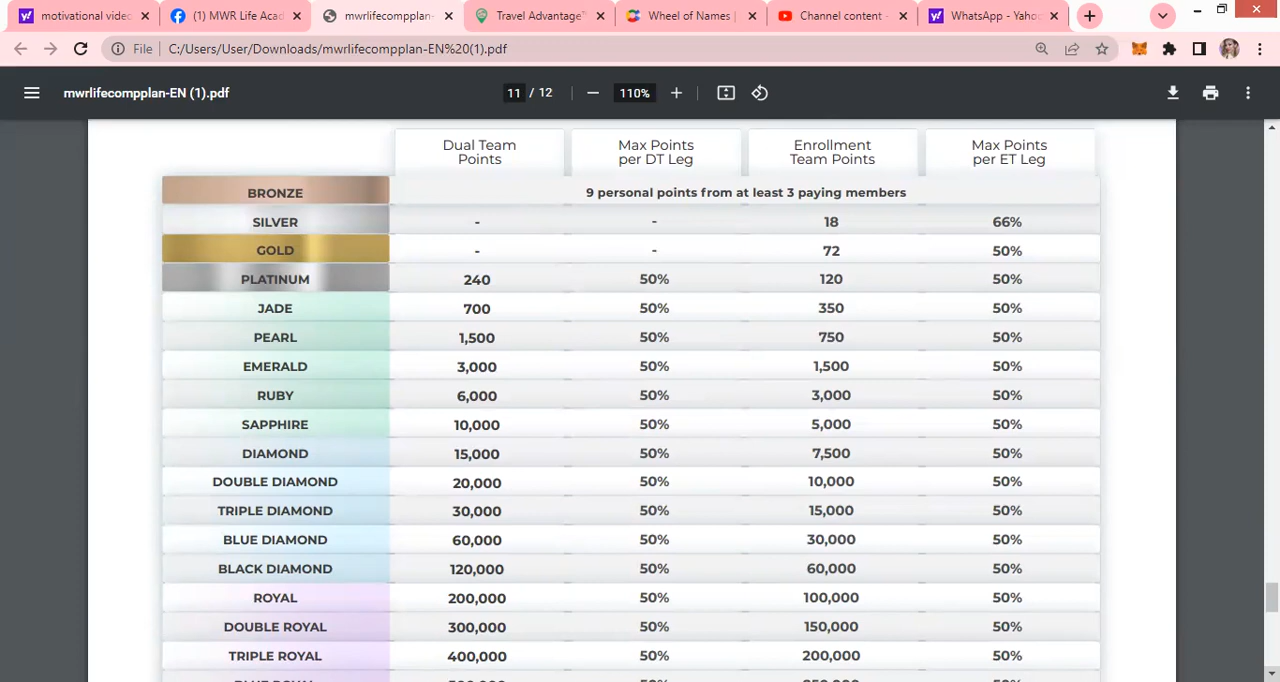 motivational video
(1) MWR Life Acad
mwrlifecompplan-
Travel Advantage™
Wheel of Names |
Channel content -
WhatsApp - Yahoo
File
C:/Users/User/Downloads/mwrlifecompplan-EN%20(1).pdf
mwrlifecompplan-EN (1).pdf
11 / 12
110%
Dual Team Points
Max Points per DT Leg
Enrollment Team Points
Max Points per ET Leg
BRONZE 9 personal points from at least 3 paying members
SILVER - - 18 66%
GOLD - - 72 50%
PLATINUM 240 50% 120 50%
JADE 700 50% 350 50%
PEARL 1,500 50% 750 50%
EMERALD 3,000 50% 1,500 50%
RUBY 6,000 50% 3,000 50%
SAPPHIRE 10,000 50% 5,000 50%
DIAMOND 15,000 50% 7,500 50%
DOUBLE DIAMOND 20,000 50% 10,000 50%
TRIPLE DIAMOND 30,000 50% 15,000 50%
BLUE DIAMOND 60,000 50% 30,000 50%
BLACK DIAMOND 120,000 50% 60,000 50%
ROYAL 200,000 50% 100,000 50%
DOUBLE ROYAL 300,000 50% 150,000 50%
TRIPLE ROYAL 400,000 50% 200,000 50%